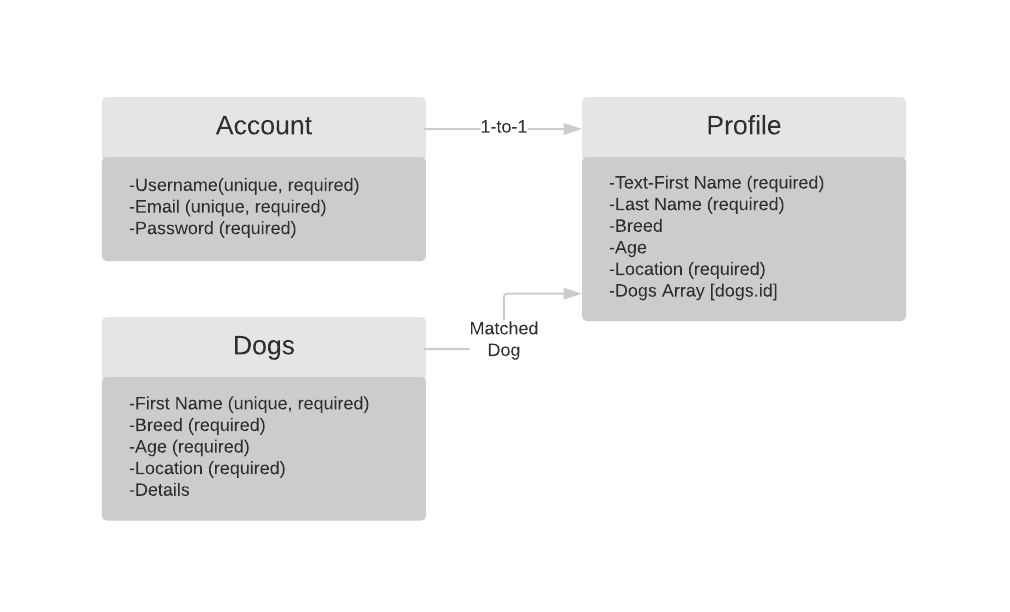 Account
-Username(unique, required)
-Email (unique, required)
-Password (required)
1-to-1
Profile
-Text-First Name (required)
-Last Name (required)
-Breed
-Age
-Location (required)
-Dogs Array [dogs.id]
Matched
Dog
Dogs
-First Name (unique, required)
-Breed (required)
-Age (required)
-Location (required)
-Details